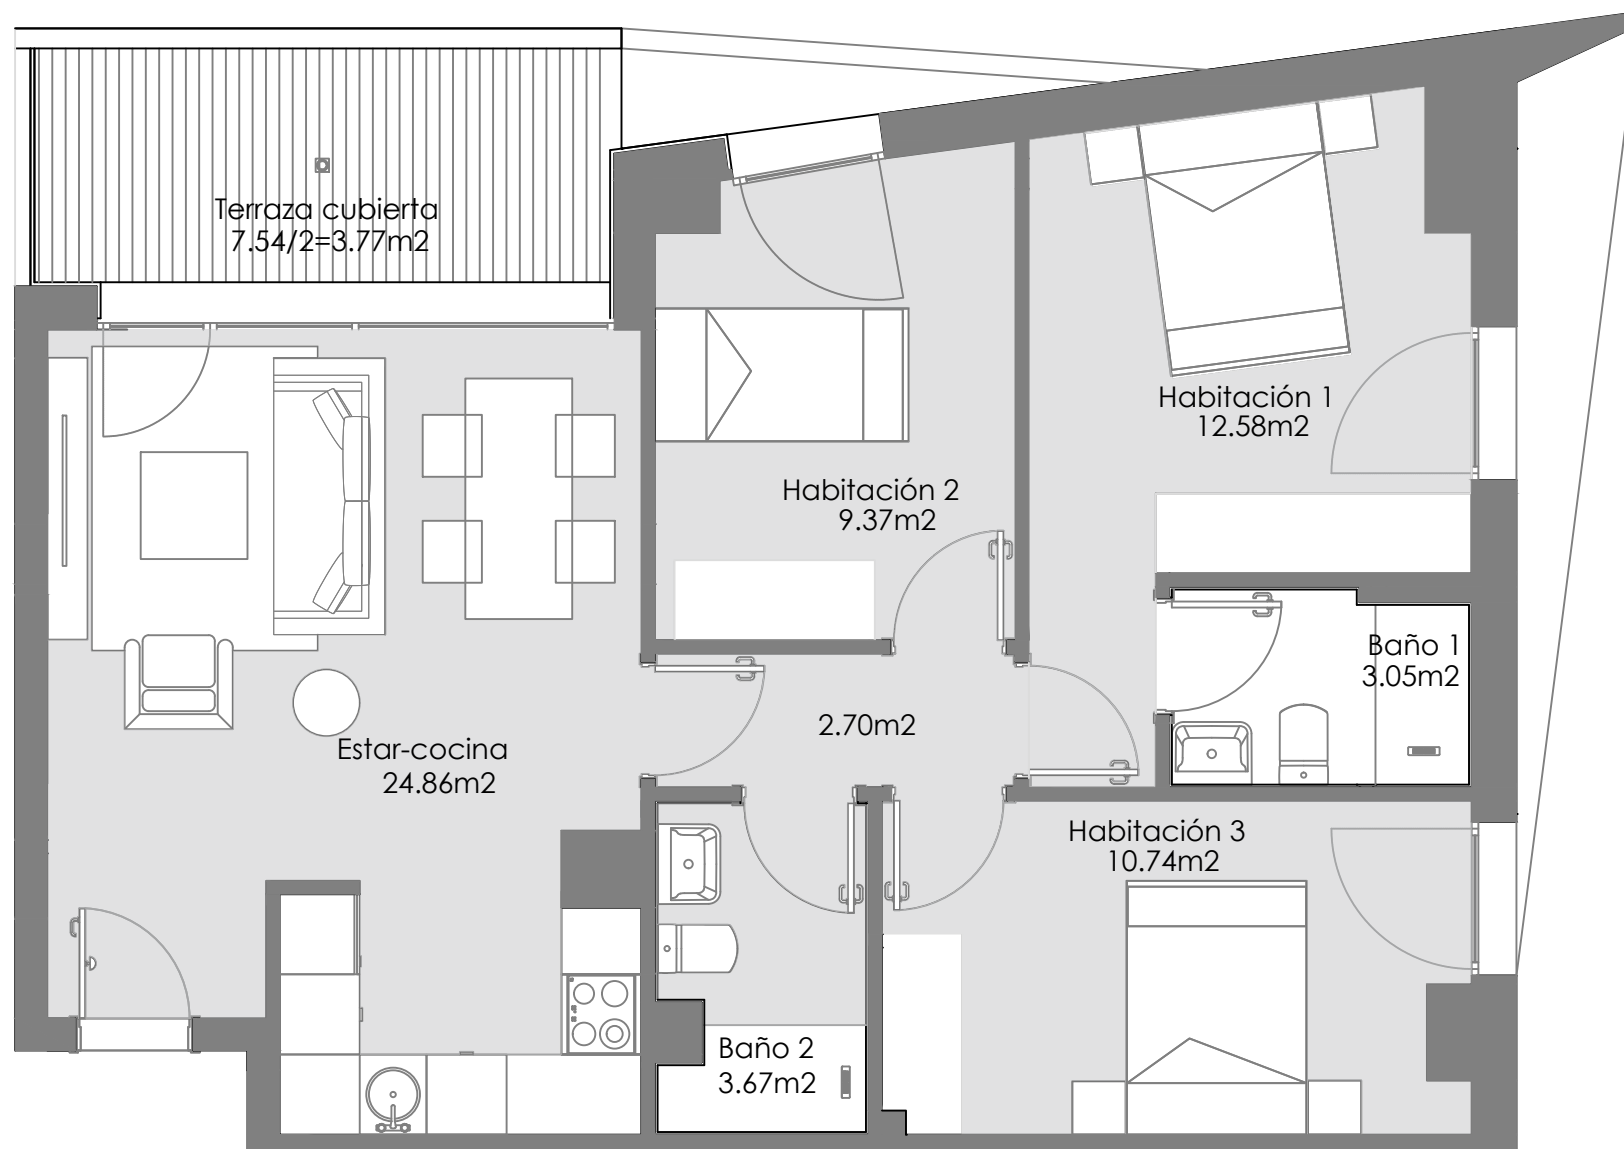 Terraza cubierta
7.54/2=3.77m2
Habitación 1
12.58m2
Habitación 2
9.37m2
Baño 1
3.05m2
2.70m2
Estar-cocina
24.86m2
Habitación 3
10.74m2
Baño 2
3.67m2